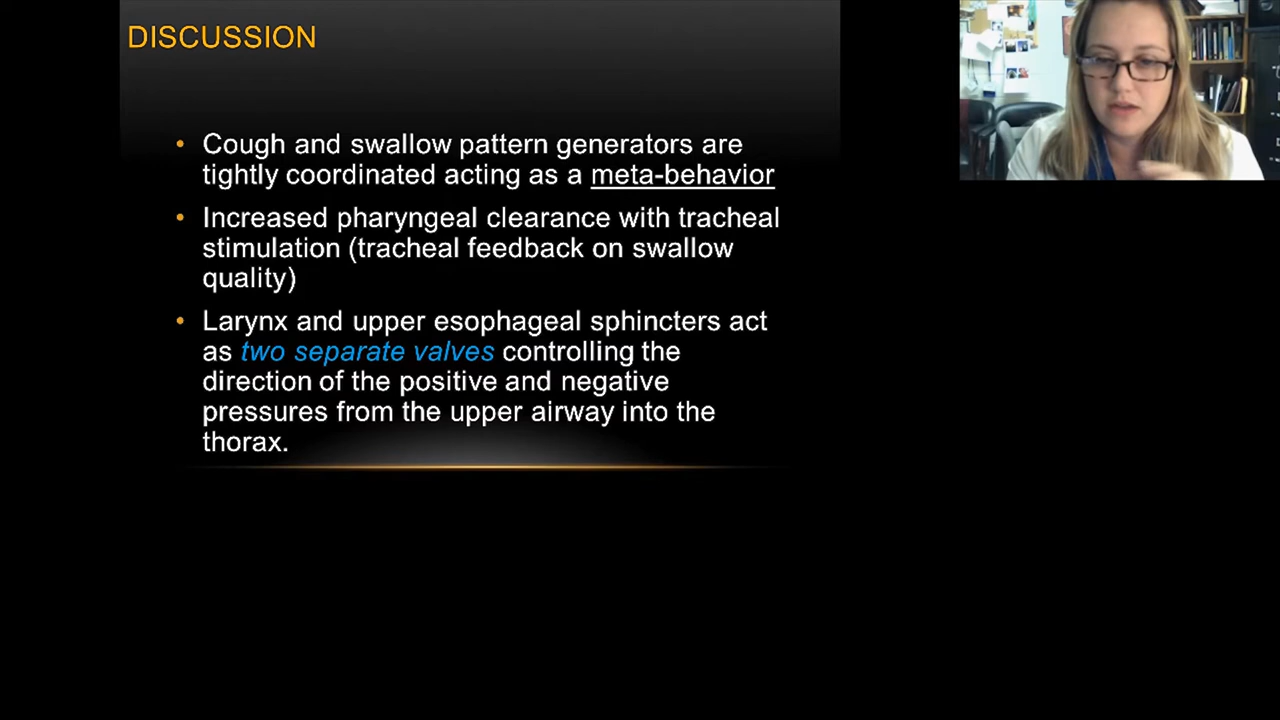 DISCUSSION
• Cough and swallow pattern generators are
tightly coordinated acting as a meta-behavior
• Increased pharyngeal clearance with tracheal
stimulation (tracheal feedback on swallow
quality)
• Larynx and upper esophageal sphincters act
as two separate valves controlling the
direction of the positive and negative
pressures from the upper airway into the
thorax.